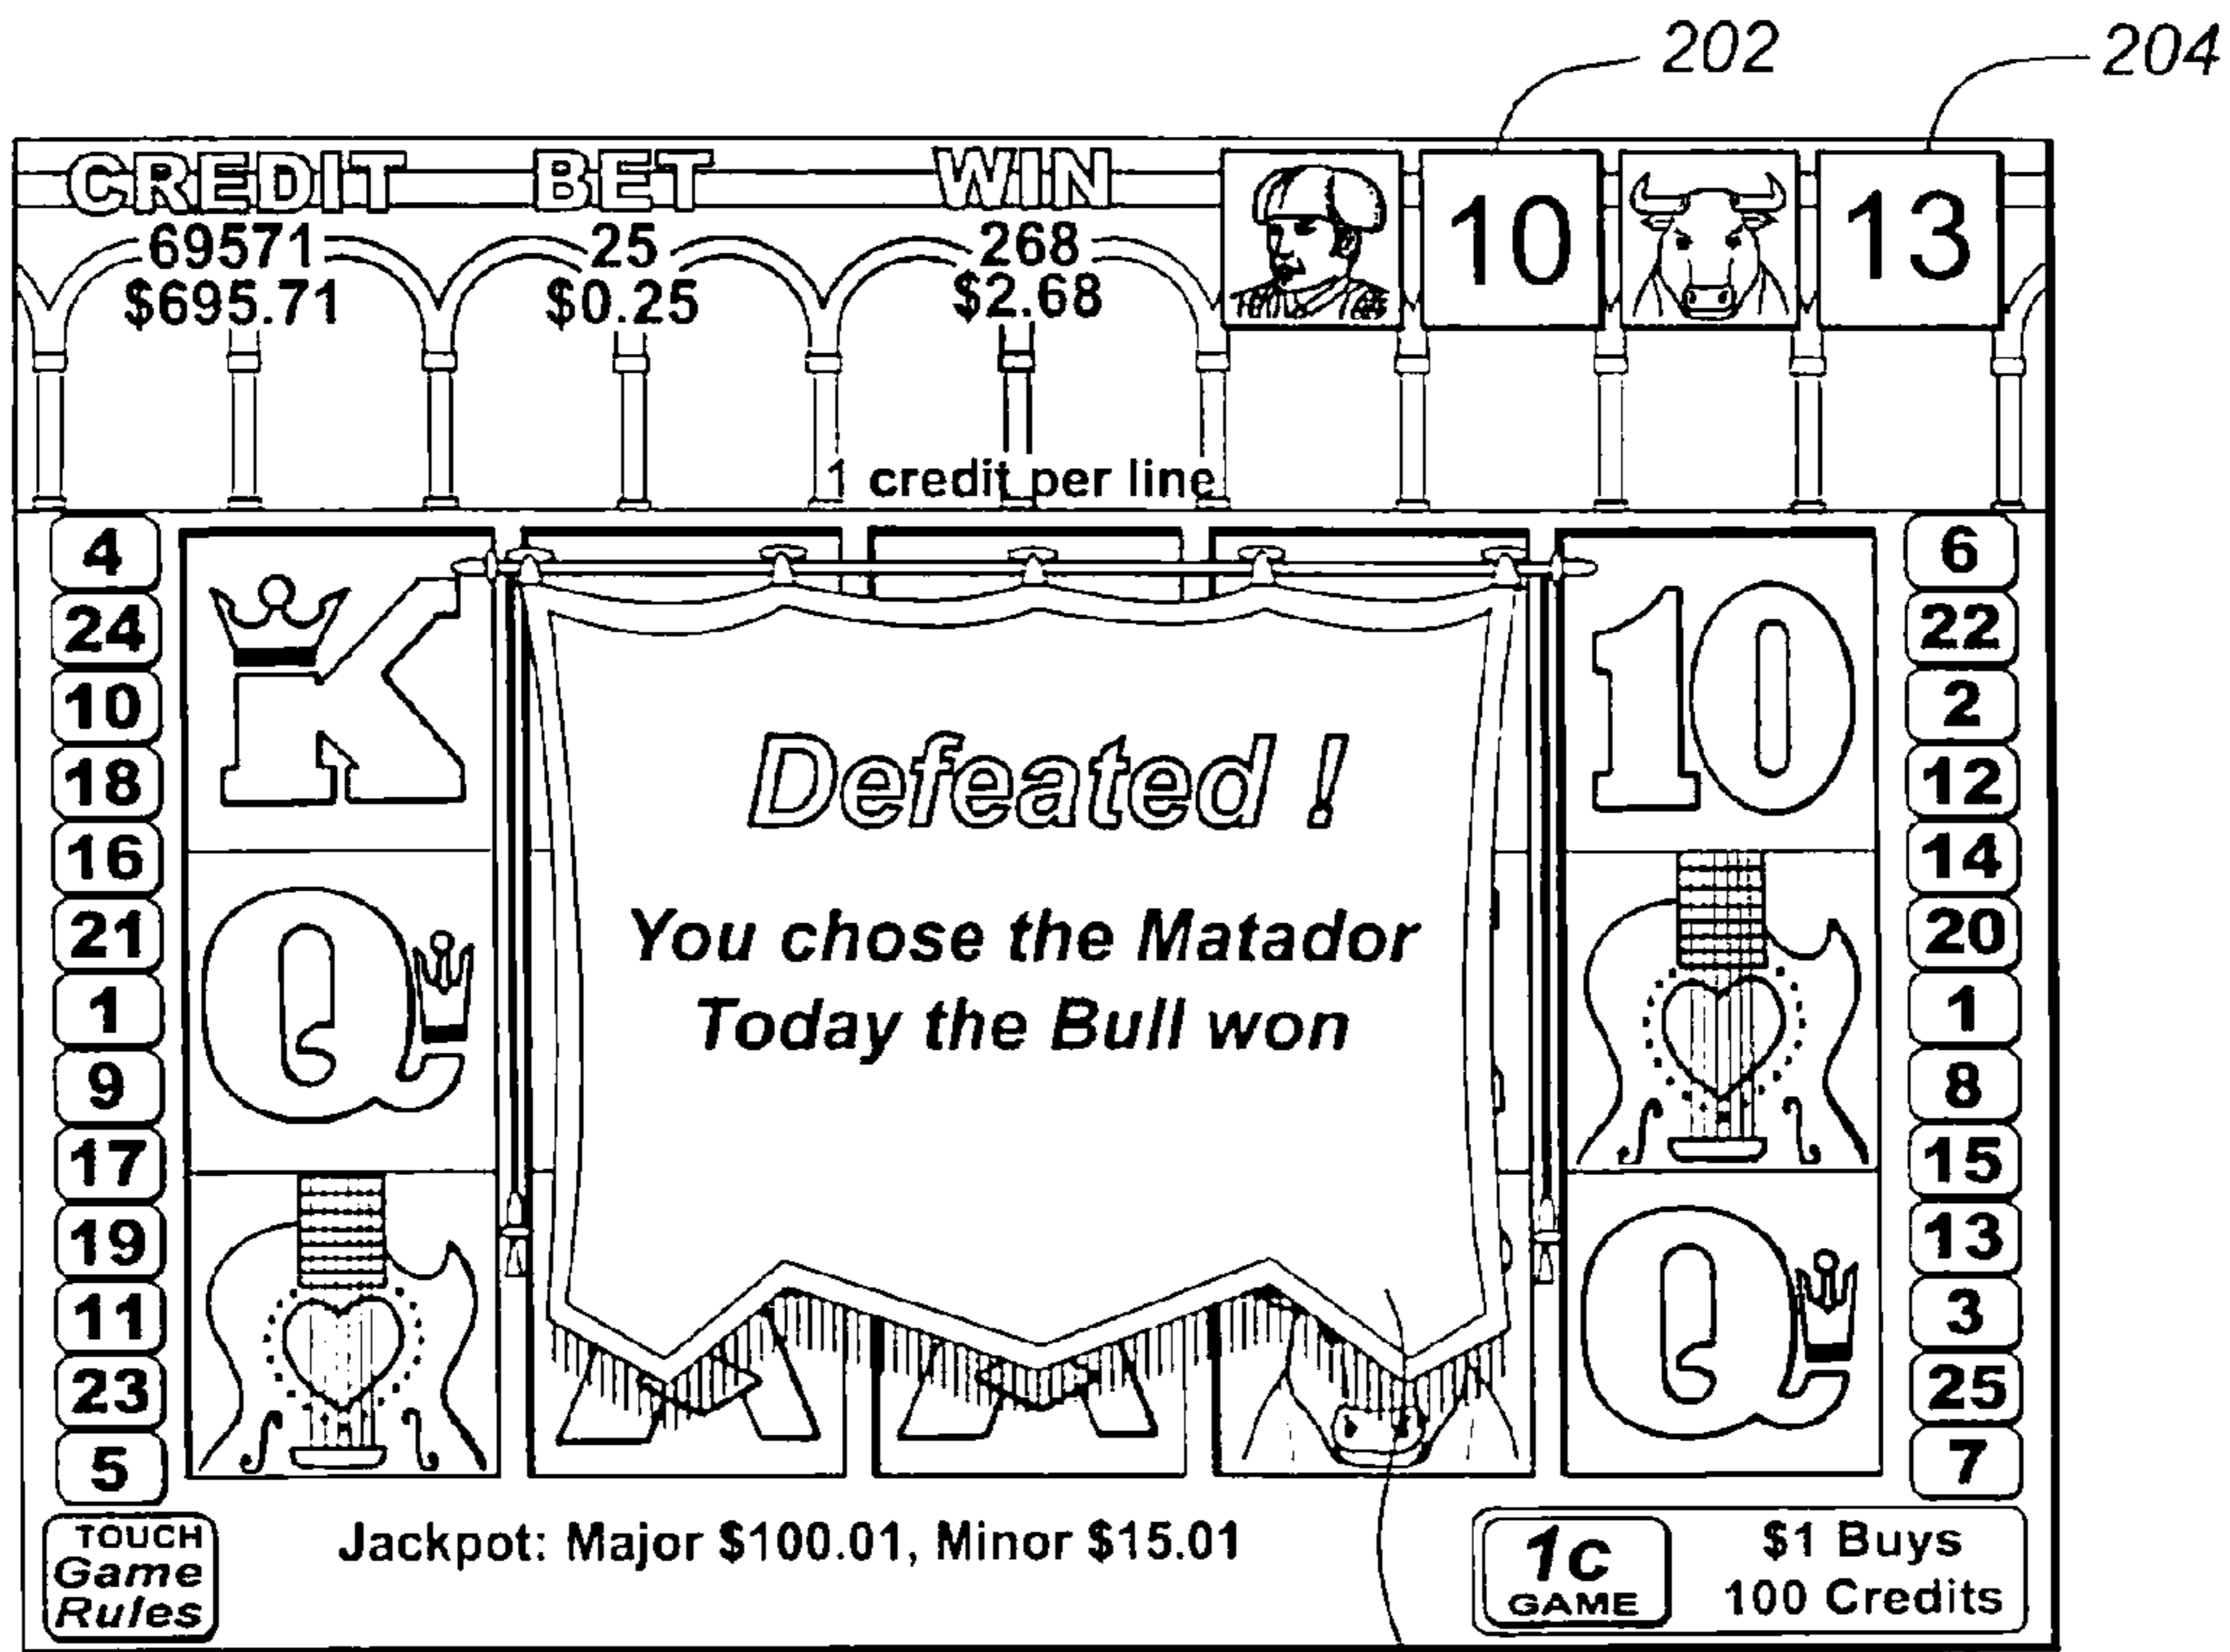 202 204
CREDIT BET WIN
69571 25 268 10 13
$695.71 $0.25 $2.68
1 credit per line
4 6
24 22
10 2
18 12
16 14
21 20
1 1
9 8
17 15
19 13
11 3
23 25
5 7
K 10
Q
Defeated !
You chose the Matador
Today the Bull won
A A Q
TOUCH
Game
Rules
Jackpot: Major $100.01, Minor $15.01
1c
GAME
$1 Buys
100 Credits